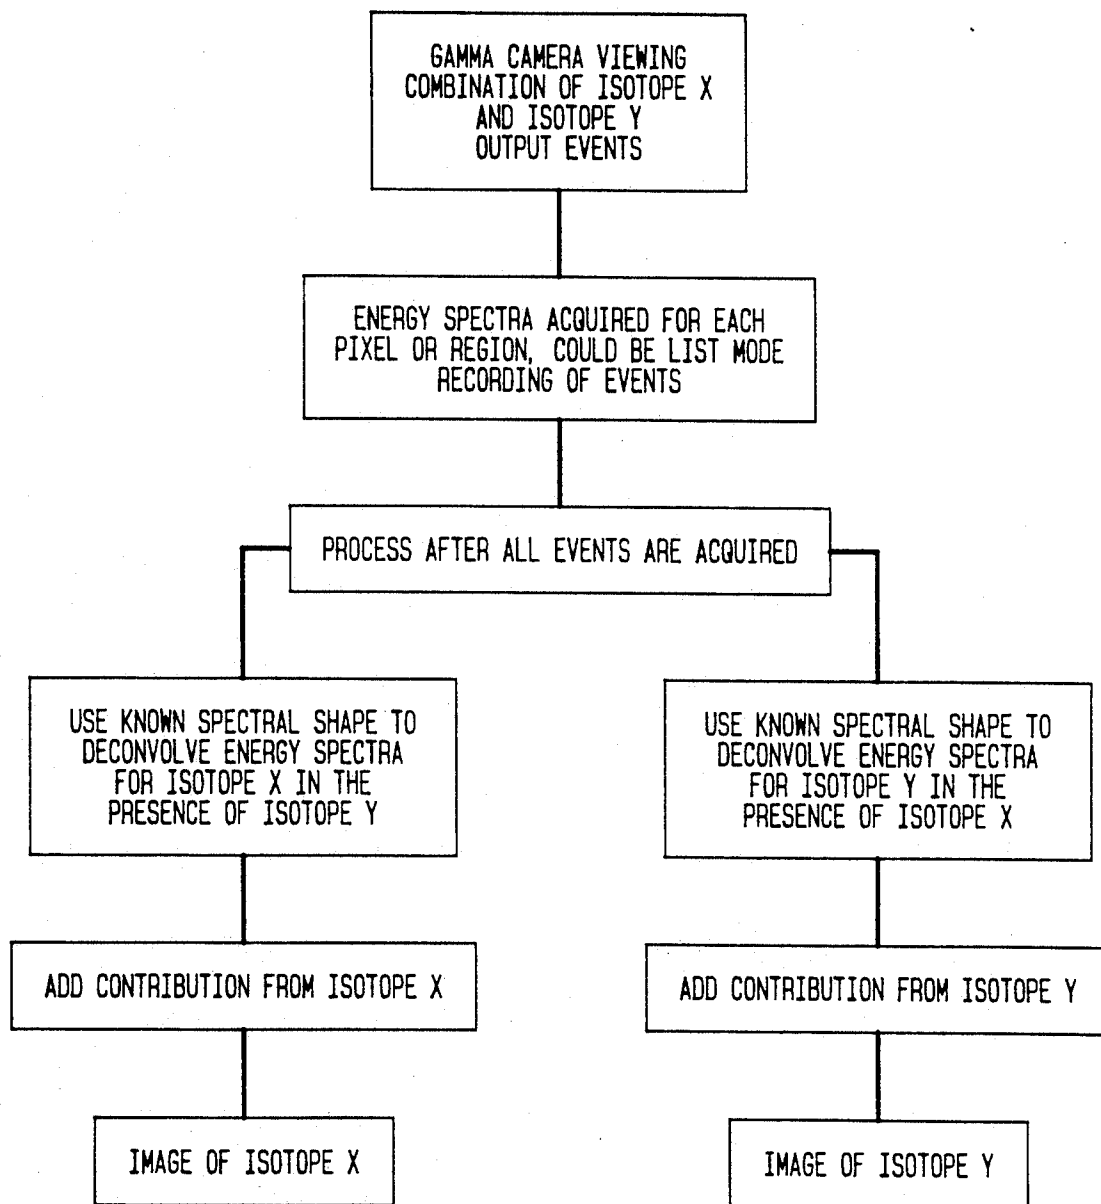 GAMMA CAMERA VIEWING
COMBINATION OF ISOTOPE X
AND ISOTOPE Y
OUTPUT EVENTS
ENERGY SPECTRA ACQUIRED FOR EACH
PIXEL OR REGION, COULD BE LIST MODE
RECORDING OF EVENTS
PROCESS AFTER ALL EVENTS ARE ACQUIRED
USE KNOWN SPECTRAL SHAPE TO
DECONVOLVE ENERGY SPECTRA
FOR ISOTOPE X IN THE
PRESENCE OF ISOTOPE Y
ADD CONTRIBUTION FROM ISOTOPE X
IMAGE OF ISOTOPE X
USE KNOWN SPECTRAL SHAPE TO
DECONVOLVE ENERGY SPECTRA
FOR ISOTOPE Y IN THE
PRESENCE OF ISOTOPE X
ADD CONTRIBUTION FROM ISOTOPE Y
IMAGE OF ISOTOPE Y